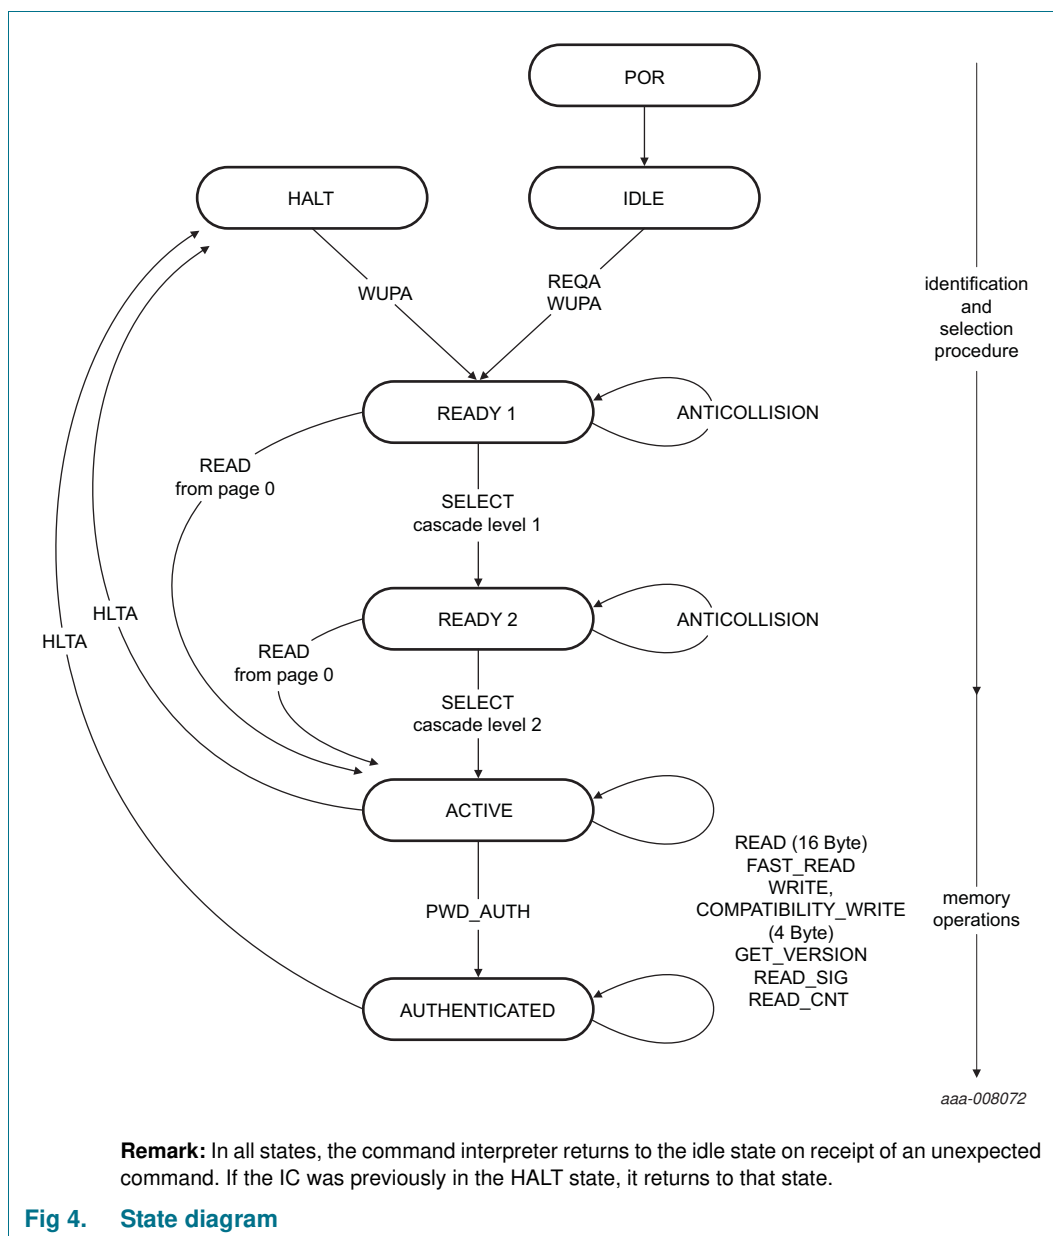 POR
HALT
IDLE
WUPA
REQA
WUPA
identification
and
selection
procedure
READY 1
ANTICOLLISION
READ
from page 0
SELECT
cascade level 1
HLTA
HLTA
READY 2
ANTICOLLISION
READ
from page 0
SELECT
cascade level 2
ACTIVE
READ (16 Byte)
FAST_READ
WRITE,
COMPATIBILITY_WRITE
(4 Byte)
GET_VERSION
READ_SIG
READ_CNT
memory
operations
PWD_AUTH
AUTHENTICATED
aaa-008072
Remark: In all states, the command interpreter returns to the idle state on receipt of an unexpected
command. If the IC was previously in the HALT state, it returns to that state.
Fig 4. State diagram